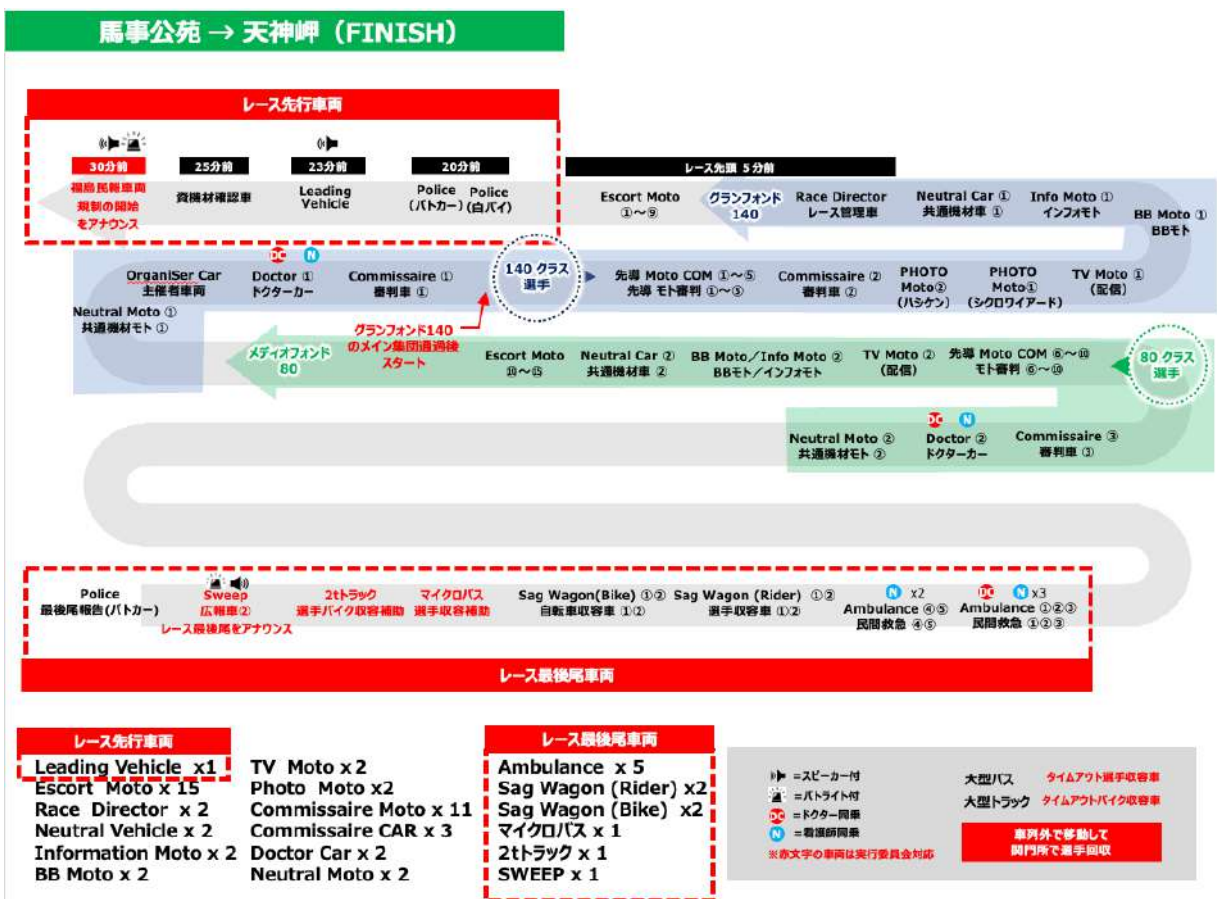 馬事公苑 → 天神岬（FINISH）
レース先行車両
30分前
25分前
23分前
20分前
レース先頭 5分前
福島民報車両
規制の開始
をアナウンス
資機材確認車
Leading
Vehicle
Police
(パトカー)
Police
(白バイ)
Escort Moto
①～⑨
グランフォンド
140
Race Director
レース管理車
Neutral Car ①
共通機材車 ①
Info Moto ①
インフォモト
BB Moto ①
BBモト
DC N
OrganiSer Car
主催者車両
Doctor ①
ドクターカー
Commissaire ①
審判車 ①
140 クラス
選手
先導 Moto COM ①～⑤
先導 モト審判 ①～⑤
Commissaire ②
審判車 ②
PHOTO
Moto②
(ハシケン)
PHOTO
Moto①
(シクロワイアード)
TV Moto ①
(配信)
Neutral Moto ①
共通機材モト ①
グランフォンド140
のメイン集団通過後
スタート
メディオフォンド
80
Escort Moto
⑩～⑮
Neutral Car ②
共通機材車 ②
BB Moto／Info Moto ②
BBモト／インフォモト
TV Moto ②
(配信)
先導 Moto COM ⑥～⑩
モト審判 ⑥～⑩
80 クラス
選手
DC N
Neutral Moto ②
共通機材モト ②
Doctor ②
ドクターカー
Commissaire ③
審判車 ③
Police
最後尾報告(パトカー)
Sweep
広報車②
レース最後尾をアナウンス
2tトラック
選手バイク収容補助
マイクロバス
選手収容補助
Sag Wagon(Bike) ①②
自転車収容車 ①②
Sag Wagon (Rider) ①②
選手収容車 ①②
N x2
Ambulance ④⑤
民間救急 ④⑤
DC N x3
Ambulance ①②③
民間救急 ①②③
レース最後尾車両
レース先行車両
Leading Vehicle x1
Escort Moto x 15
Race Director x 2
Neutral Vehicle x 2
Information Moto x 2
BB Moto x 2
TV Moto x 2
Photo Moto x2
Commissaire Moto x 11
Commissaire CAR x 3
Doctor Car x 2
Neutral Moto x 2
レース最後尾車両
Ambulance x 5
Sag Wagon (Rider) x2
Sag Wagon (Bike) x2
マイクロバス x 1
2tトラック x 1
SWEEP x 1
=スピーカー付
=パトライト付
DC =ドクター同乗
N =看護師同乗
※赤文字の車両は実行委員会対応
大型バス タイムアウト選手収容車
大型トラック タイムアウトバイク収容車
車列外で移動して
関門所で選手回収